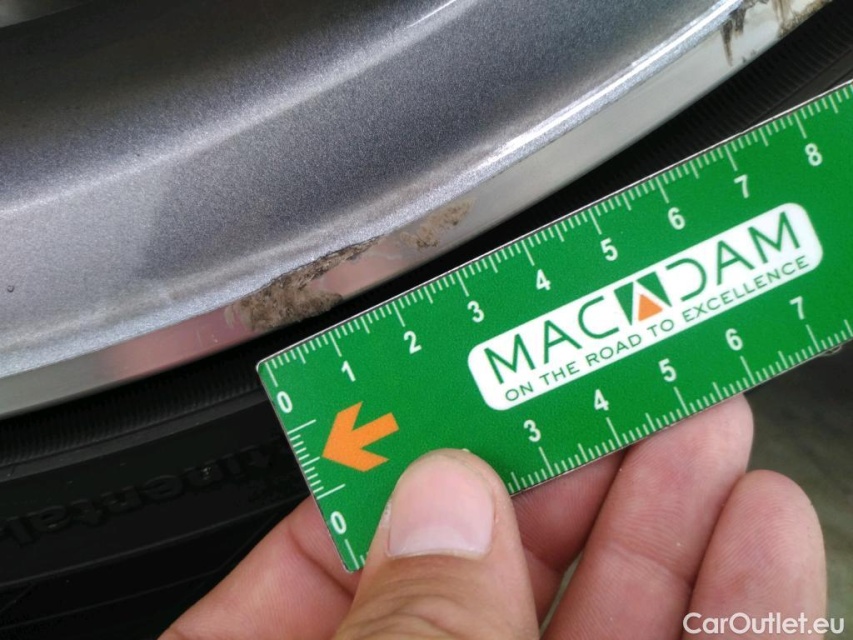 0 1 2 3 4 5 6 7 8
MACADAM
ON THE ROAD TO EXCELLENCE
0 3 4 5 6 7
CarOutlet.eu